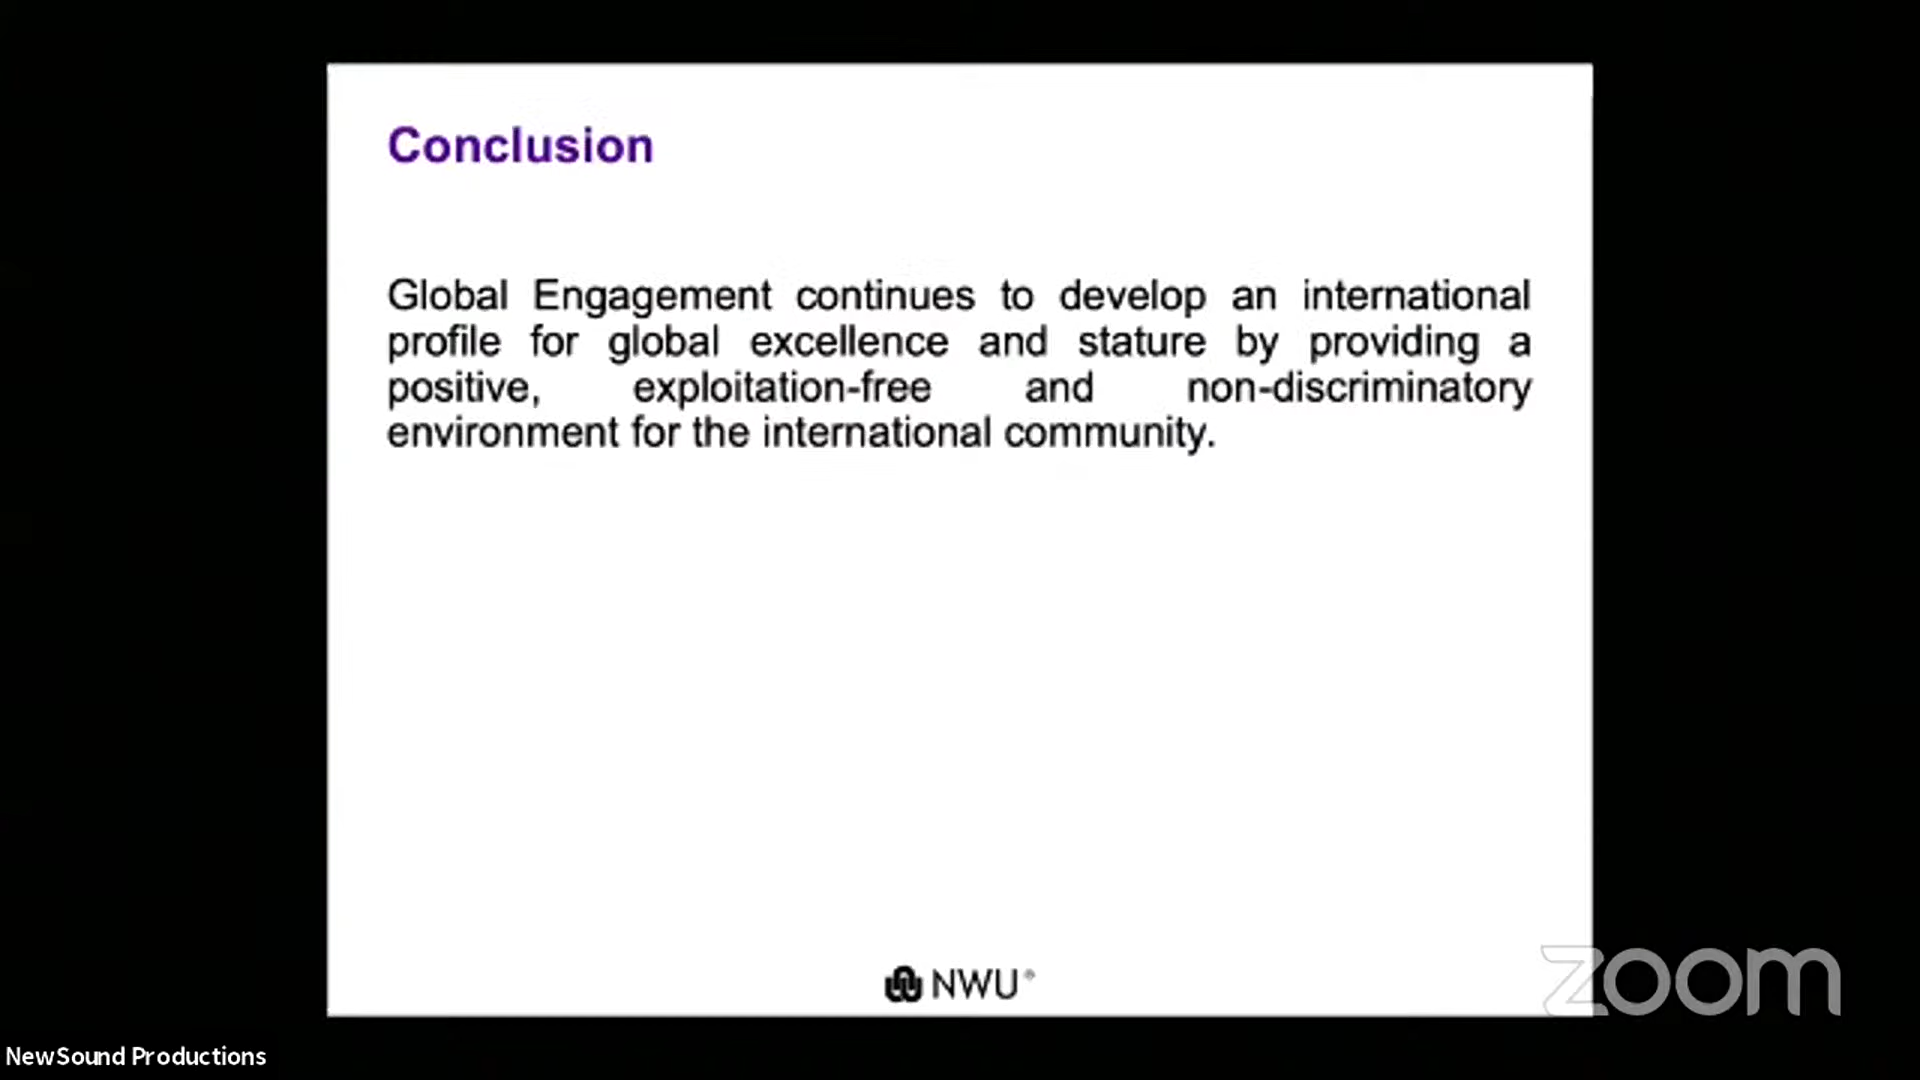 Conclusion
Global Engagement continues to develop an international
profile for global excellence and stature by providing a
positive, exploitation-free and non-discriminatory
environment for the international community.
NWU®
zoom
NewSound Productions